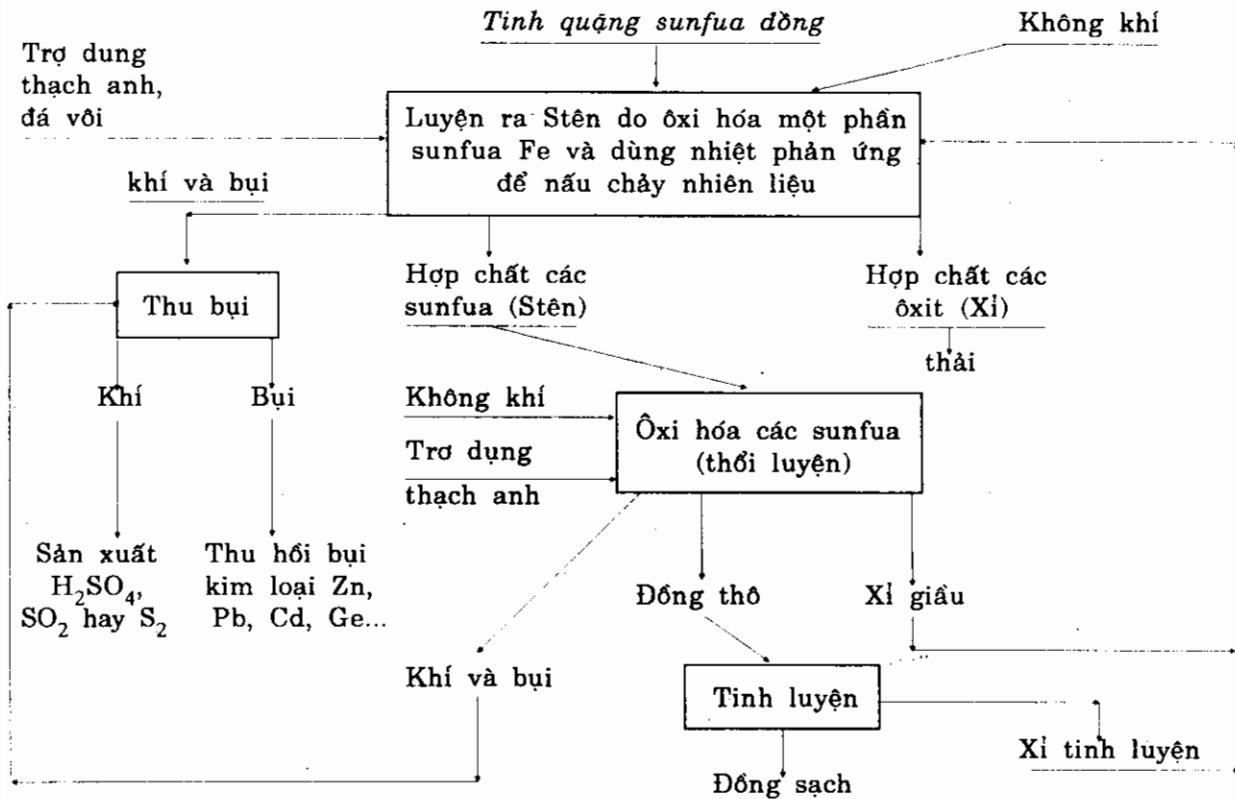 Tinh quặng sunfua đồng
Không khí
Trợ dung
thạch anh,
đá vôi
Luyện ra Stên do ôxi hóa một phần
sunfua Fe và dùng nhiệt phản ứng
để nấu chảy nhiên liệu
khí và bụi
Thu bụi
Hợp chất các
sunfua (Stên)
Hợp chất các
ôxit (Xỉ)
thải
Khí
Bụi
Không khí
Trơ dụng
thạch anh
Ôxi hóa các sunfua
(thổi luyện)
Sản xuất
H₂SO₄,
SO₂ hay S₂
Thu hồi bụi
kim loại Zn,
Pb, Cd, Ge...
Đồng thô
Xỉ giầu
Khí và bụi
Tinh luyện
Xỉ tinh luyện
Đồng sạch